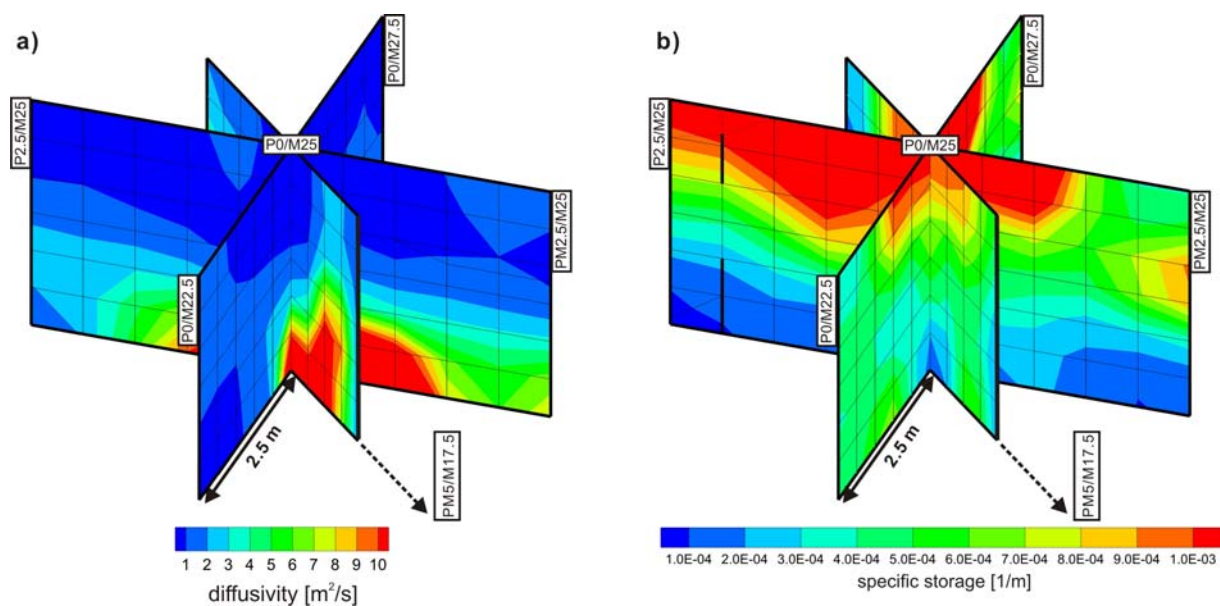 a)
P2.5/M25
P0/M27.5
P0/M25
PM2.5/M25
P0/M22.5
2.5 m
PM5/M17.5
1 2 3 4 5 6 7 8 9 10
diffusivity [m²/s]
b)
P2.5/M25
P0/M27.5
P0/M25
PM2.5/M25
P0/M22.5
2.5 m
PM5/M17.5
1.0E-04 2.0E-04 3.0E-04 4.0E-04 5.0E-04 6.0E-04 7.0E-04 8.0E-04 9.0E-04 1.0E-03
specific storage [1/m]